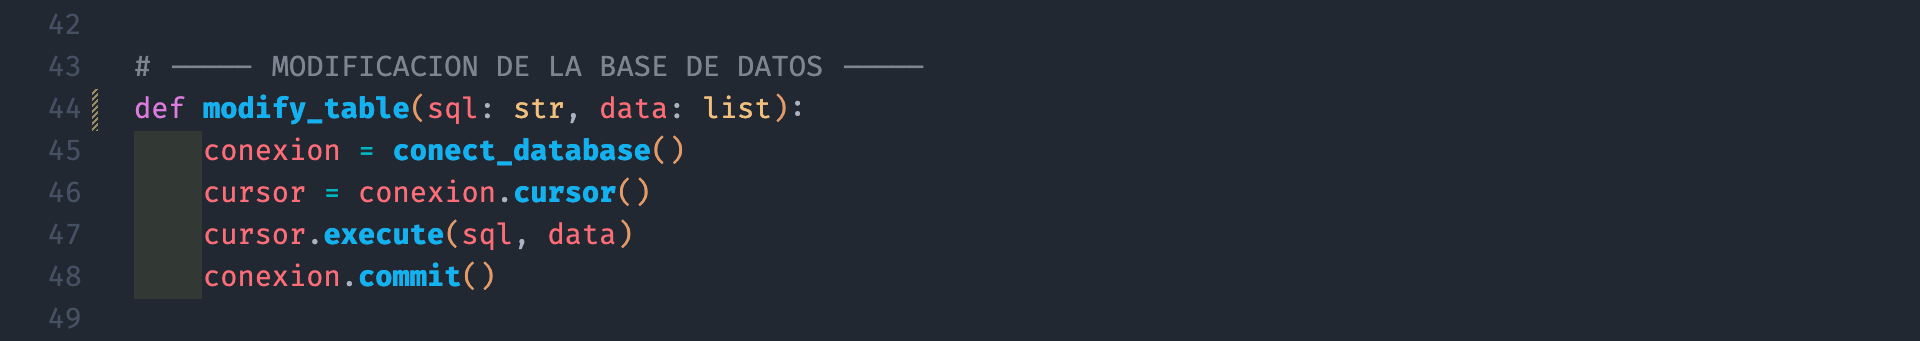 42
43 # ----- MODIFICACION DE LA BASE DE DATOS -----
44 def modify_table(sql: str, data: list):
45 conexion = conect_database()
46 cursor = conexion.cursor()
47 cursor.execute(sql, data)
48 conexion.commit()
49